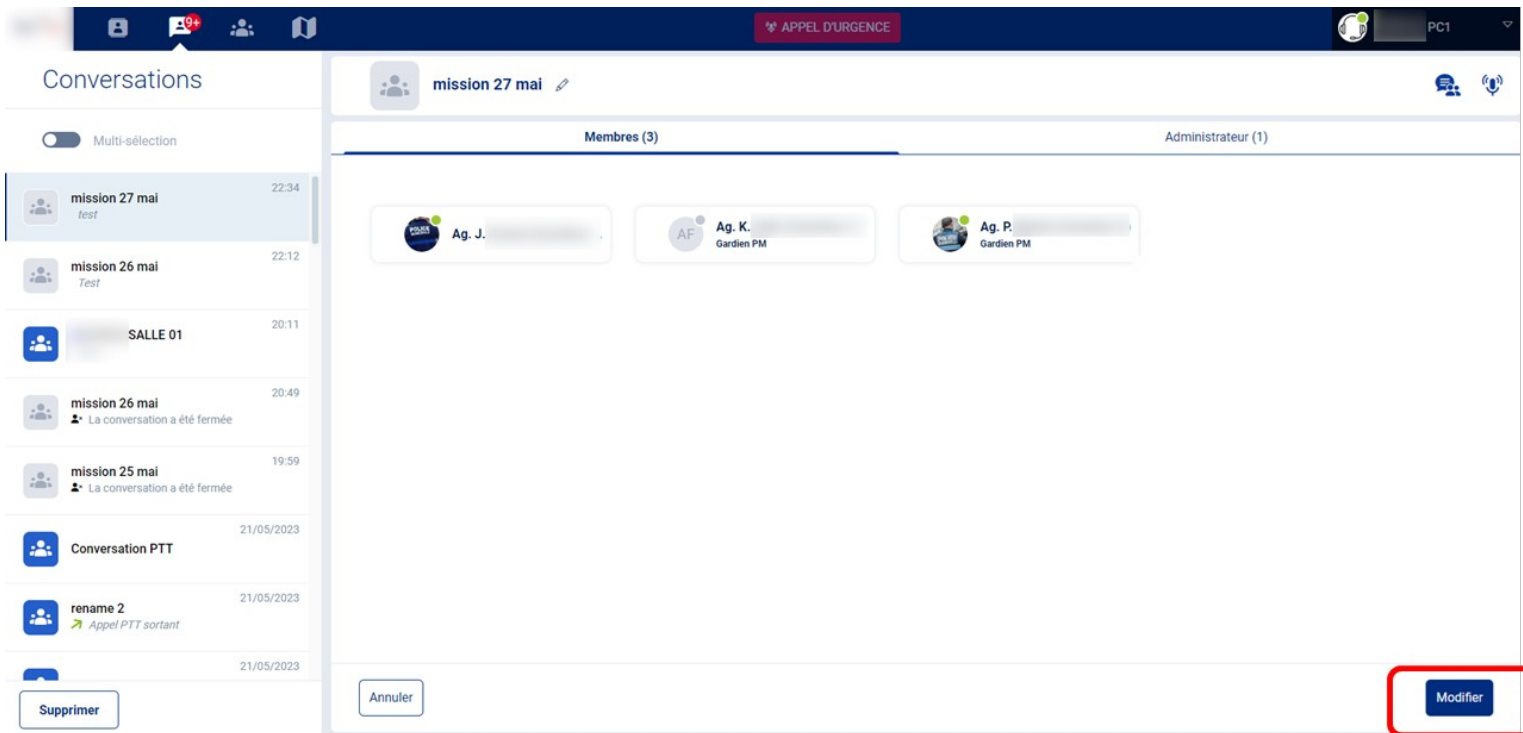 9+
APPEL D'URGENCE
PC1
Conversations
mission 27 mai
Multi-sélection
Membres (3)
Administrateur (1)
mission 27 mai
22:34
test
mission 26 mai
22:12
Test
SALLE 01
20:11
mission 26 mai
20:49
La conversation a été fermée
mission 25 mai
19:59
La conversation a été fermée
Conversation PTT
21/05/2023
rename 2
21/05/2023
Appel PTT sortant
21/05/2023
Supprimer
Ag. J.
AF
Ag. K.
Gardien PM
Ag. P.
Gardien PM
Annuler
Modifier